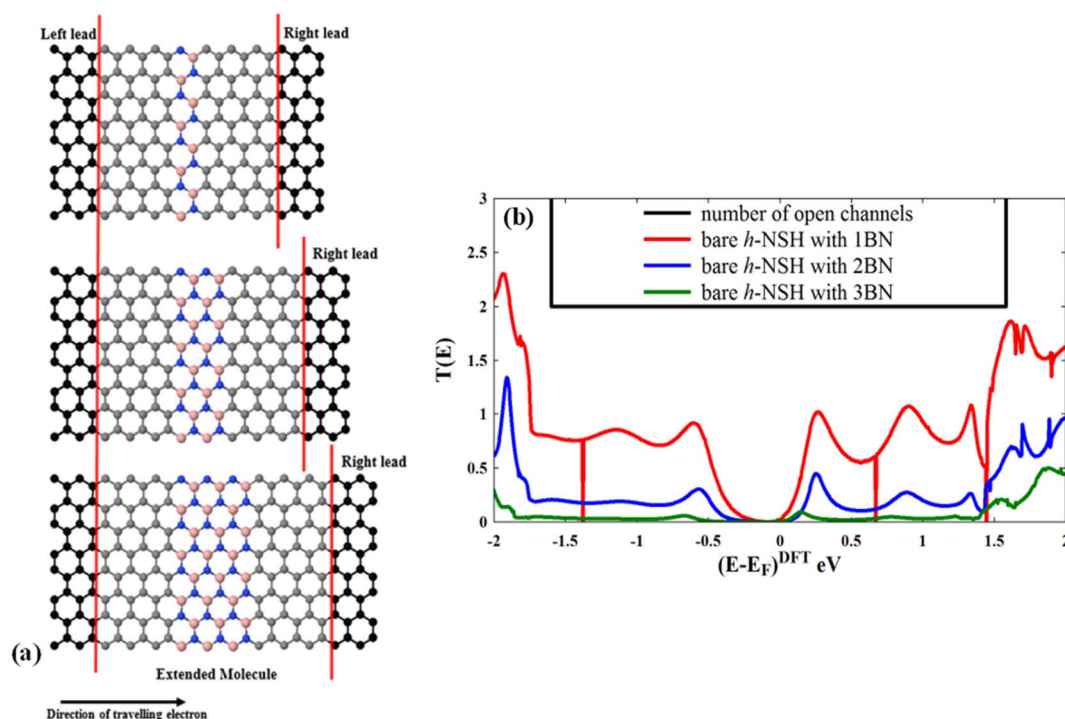 Left lead
Right lead
Right lead
Right lead
(a)
Extended Molecule
Direction of travelling electron
(b)
number of open channels
bare h-NSH with 1BN
bare h-NSH with 2BN
bare h-NSH with 3BN
T(E)
3
2.5
2
1.5
1
0.5
0
-2 -1.5 -1 -0.5 0 0.5 1 1.5 2
(E-EF)DFT eV